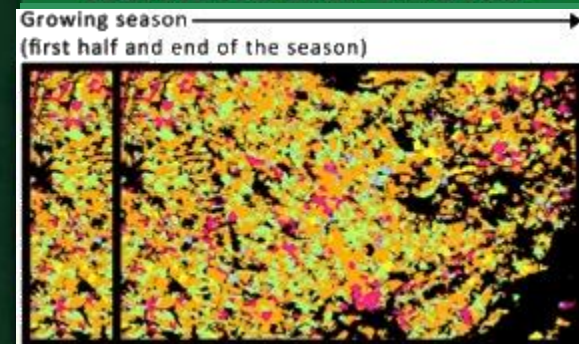 Growing season
(first half and end of the season)